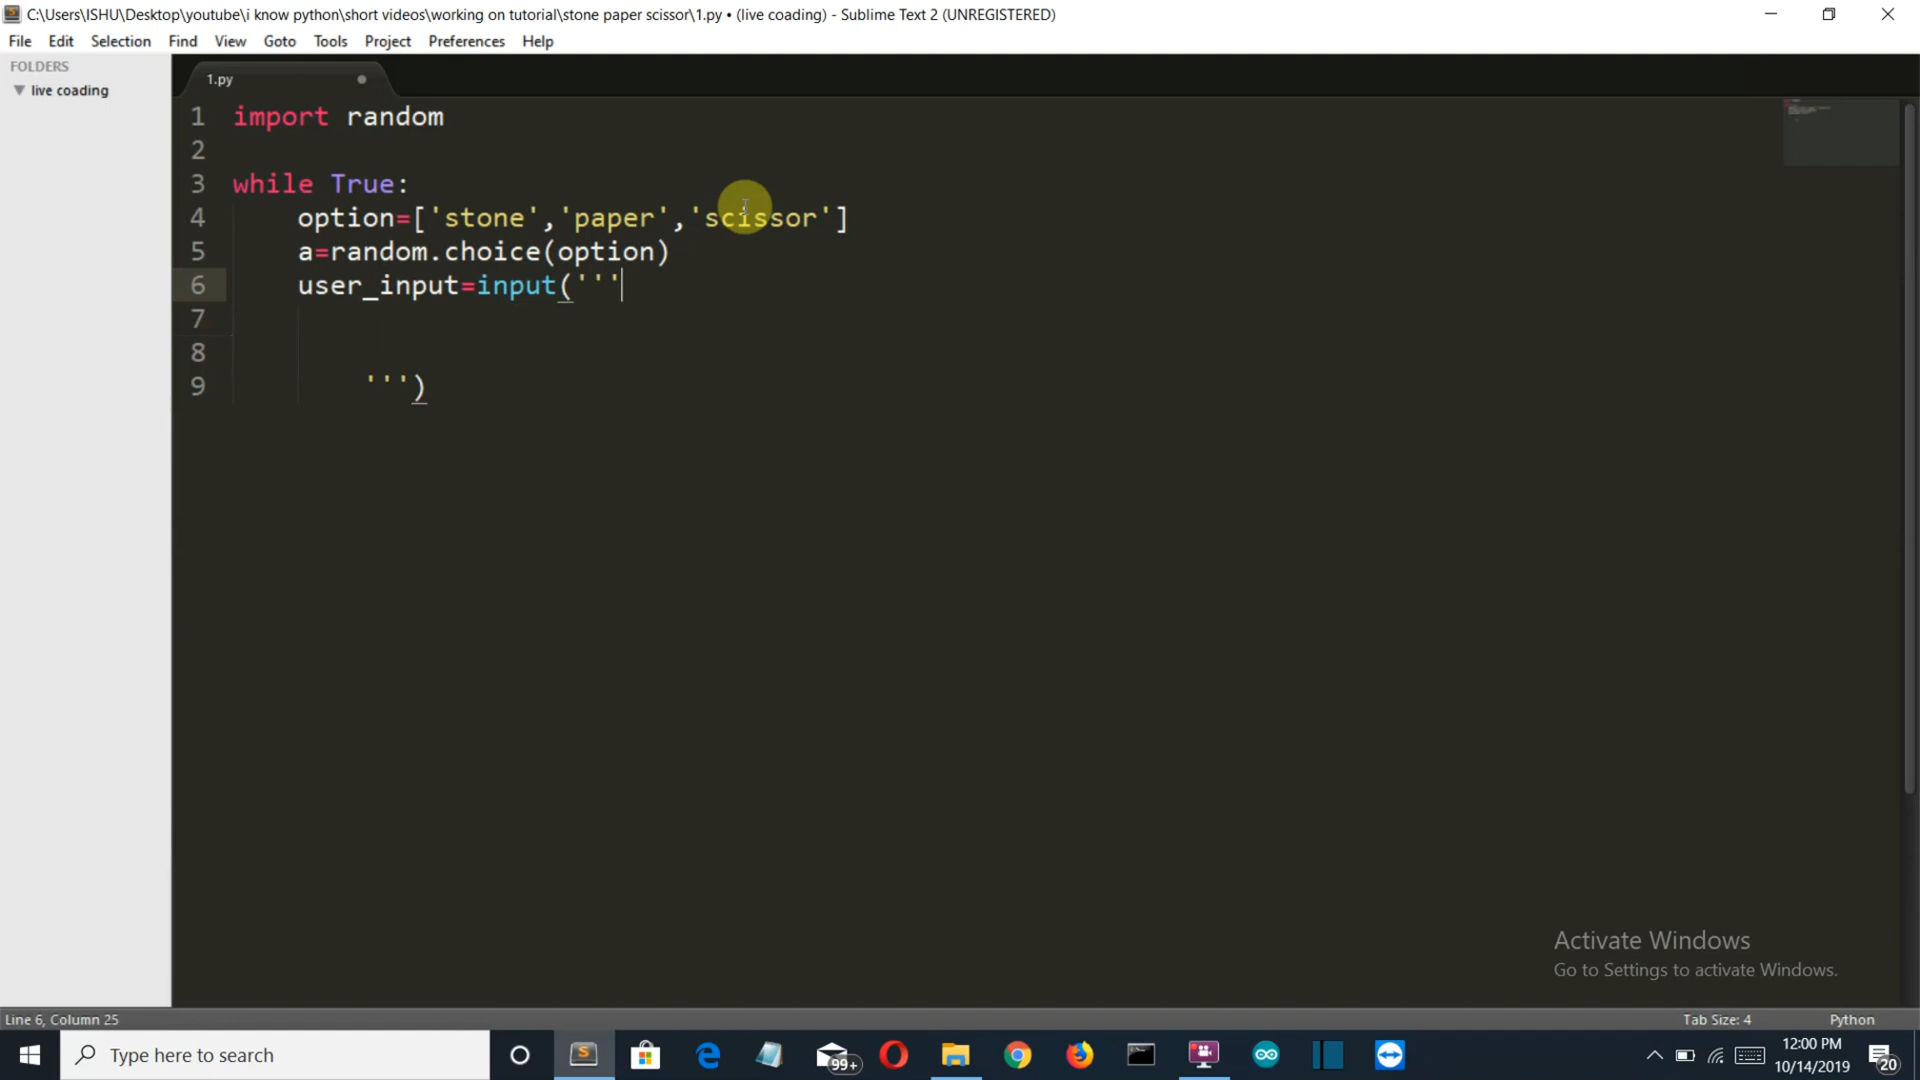 C:\Users\ISHU\Desktop\youtube\i know python\short videos\working on tutorial\stone paper scissor\1.py • (live coading) - Sublime Text 2 (UNREGISTERED)
File Edit Selection Find View Goto Tools Project Preferences Help
FOLDERS
live coading
1.py
1 import random
2
3 while True:
4 option=['stone','paper','scissor']
5 a=random.choice(option)
6 user_input=input('''
7
8
9 ''')
Activate Windows
Go to Settings to activate Windows.
Line 6, Column 25
Tab Size: 4
Python
Type here to search
99+
12:00 PM
10/14/2019
20